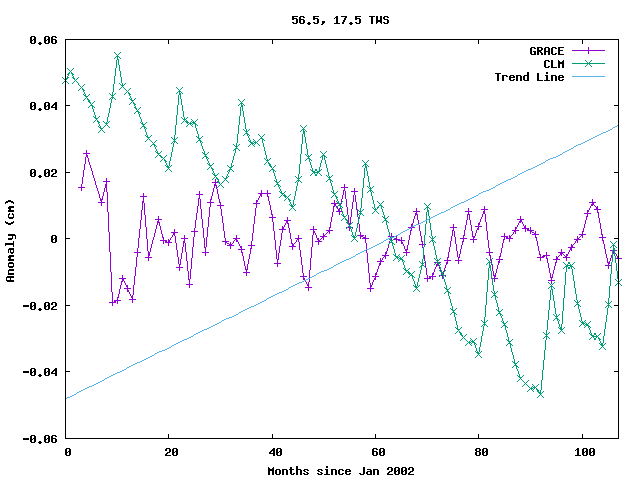 56.5, 17.5 TWS
GRACE
CLM
Trend Line
0.06
0.04
0.02
0
-0.02
-0.04
-0.06
Anomaly (cm)
0 20 40 60 80 100
Months since Jan 2002